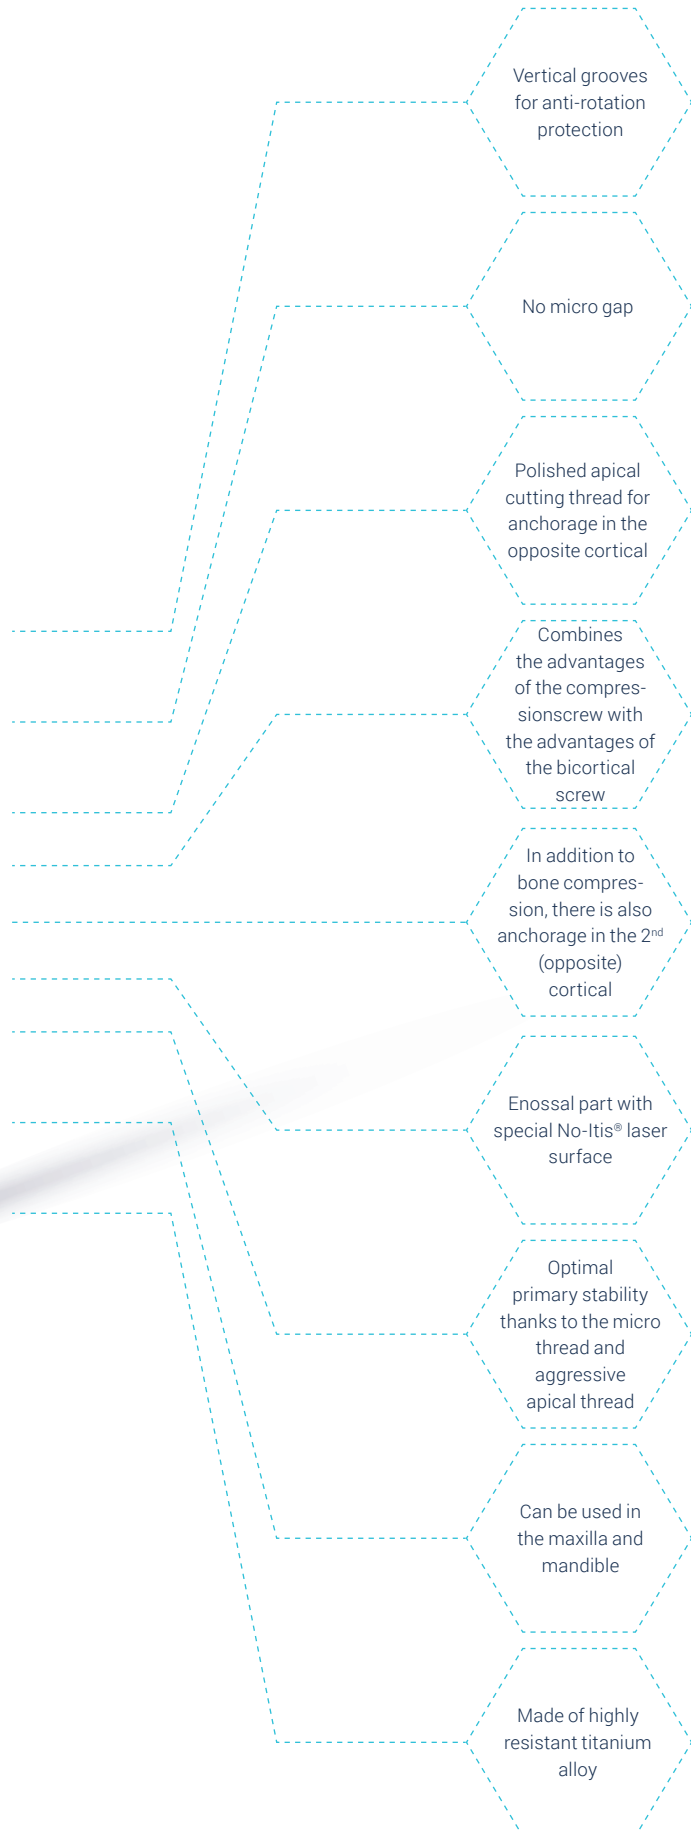 Vertical grooves
for anti-rotation
protection
No micro gap
Polished apical
cutting thread for
anchorage in the
opposite cortical
Combines
the advantages
of the compres-
sionscrew with
the advantages of
the bicortical
screw
In addition to
bone compres-
sion, there is also
anchorage in the 2nd
(opposite)
cortical
Enossal part with
special No-Itis® laser
surface
Optimal
primary stability
thanks to the micro
thread and
aggressive
apical thread
Can be used in
the maxilla and
mandible
Made of highly
resistant titanium
alloy